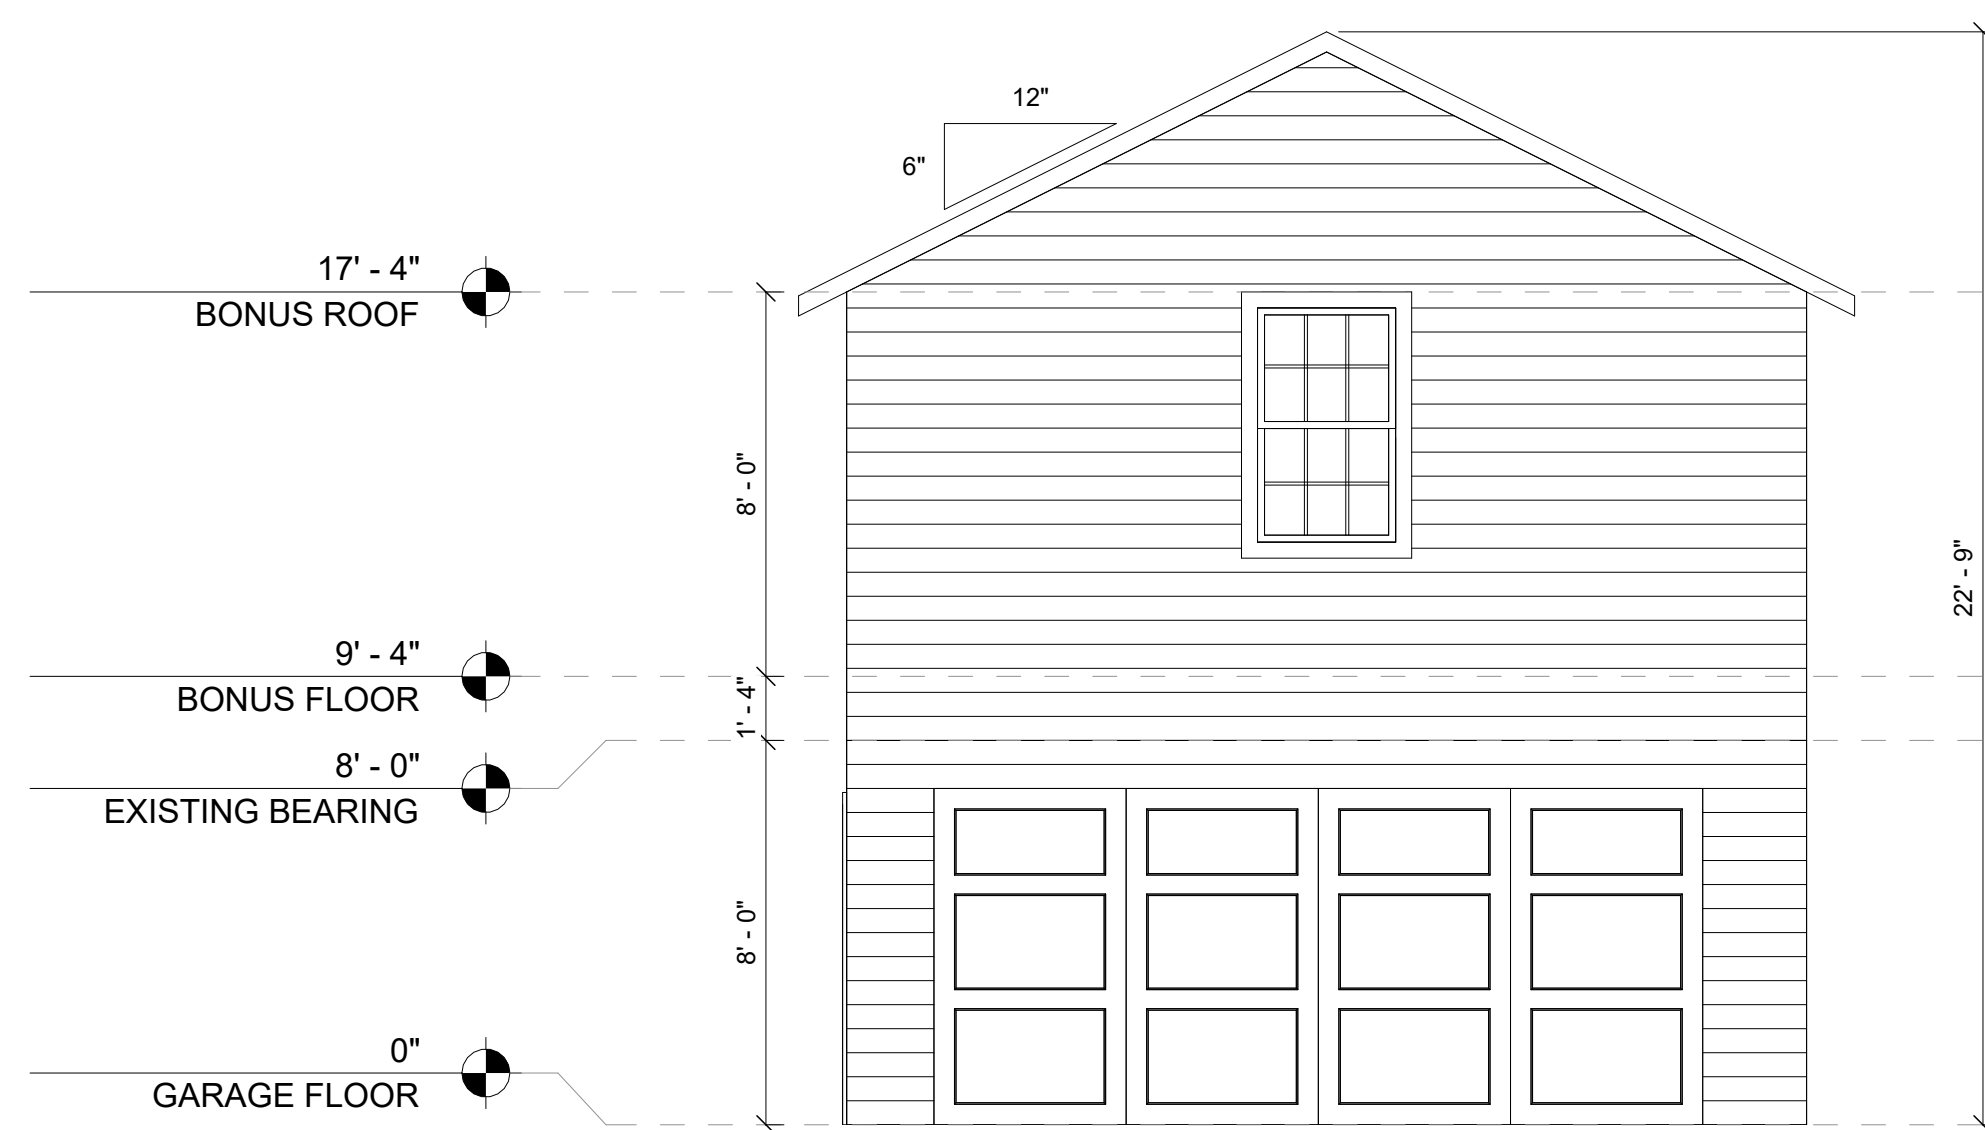 12"
6"
17' - 4"
BONUS ROOF
8' - 0"
22' - 9"
9' - 4"
BONUS FLOOR
1' - 4"
8' - 0"
EXISTING BEARING
8' - 0"
0"
GARAGE FLOOR